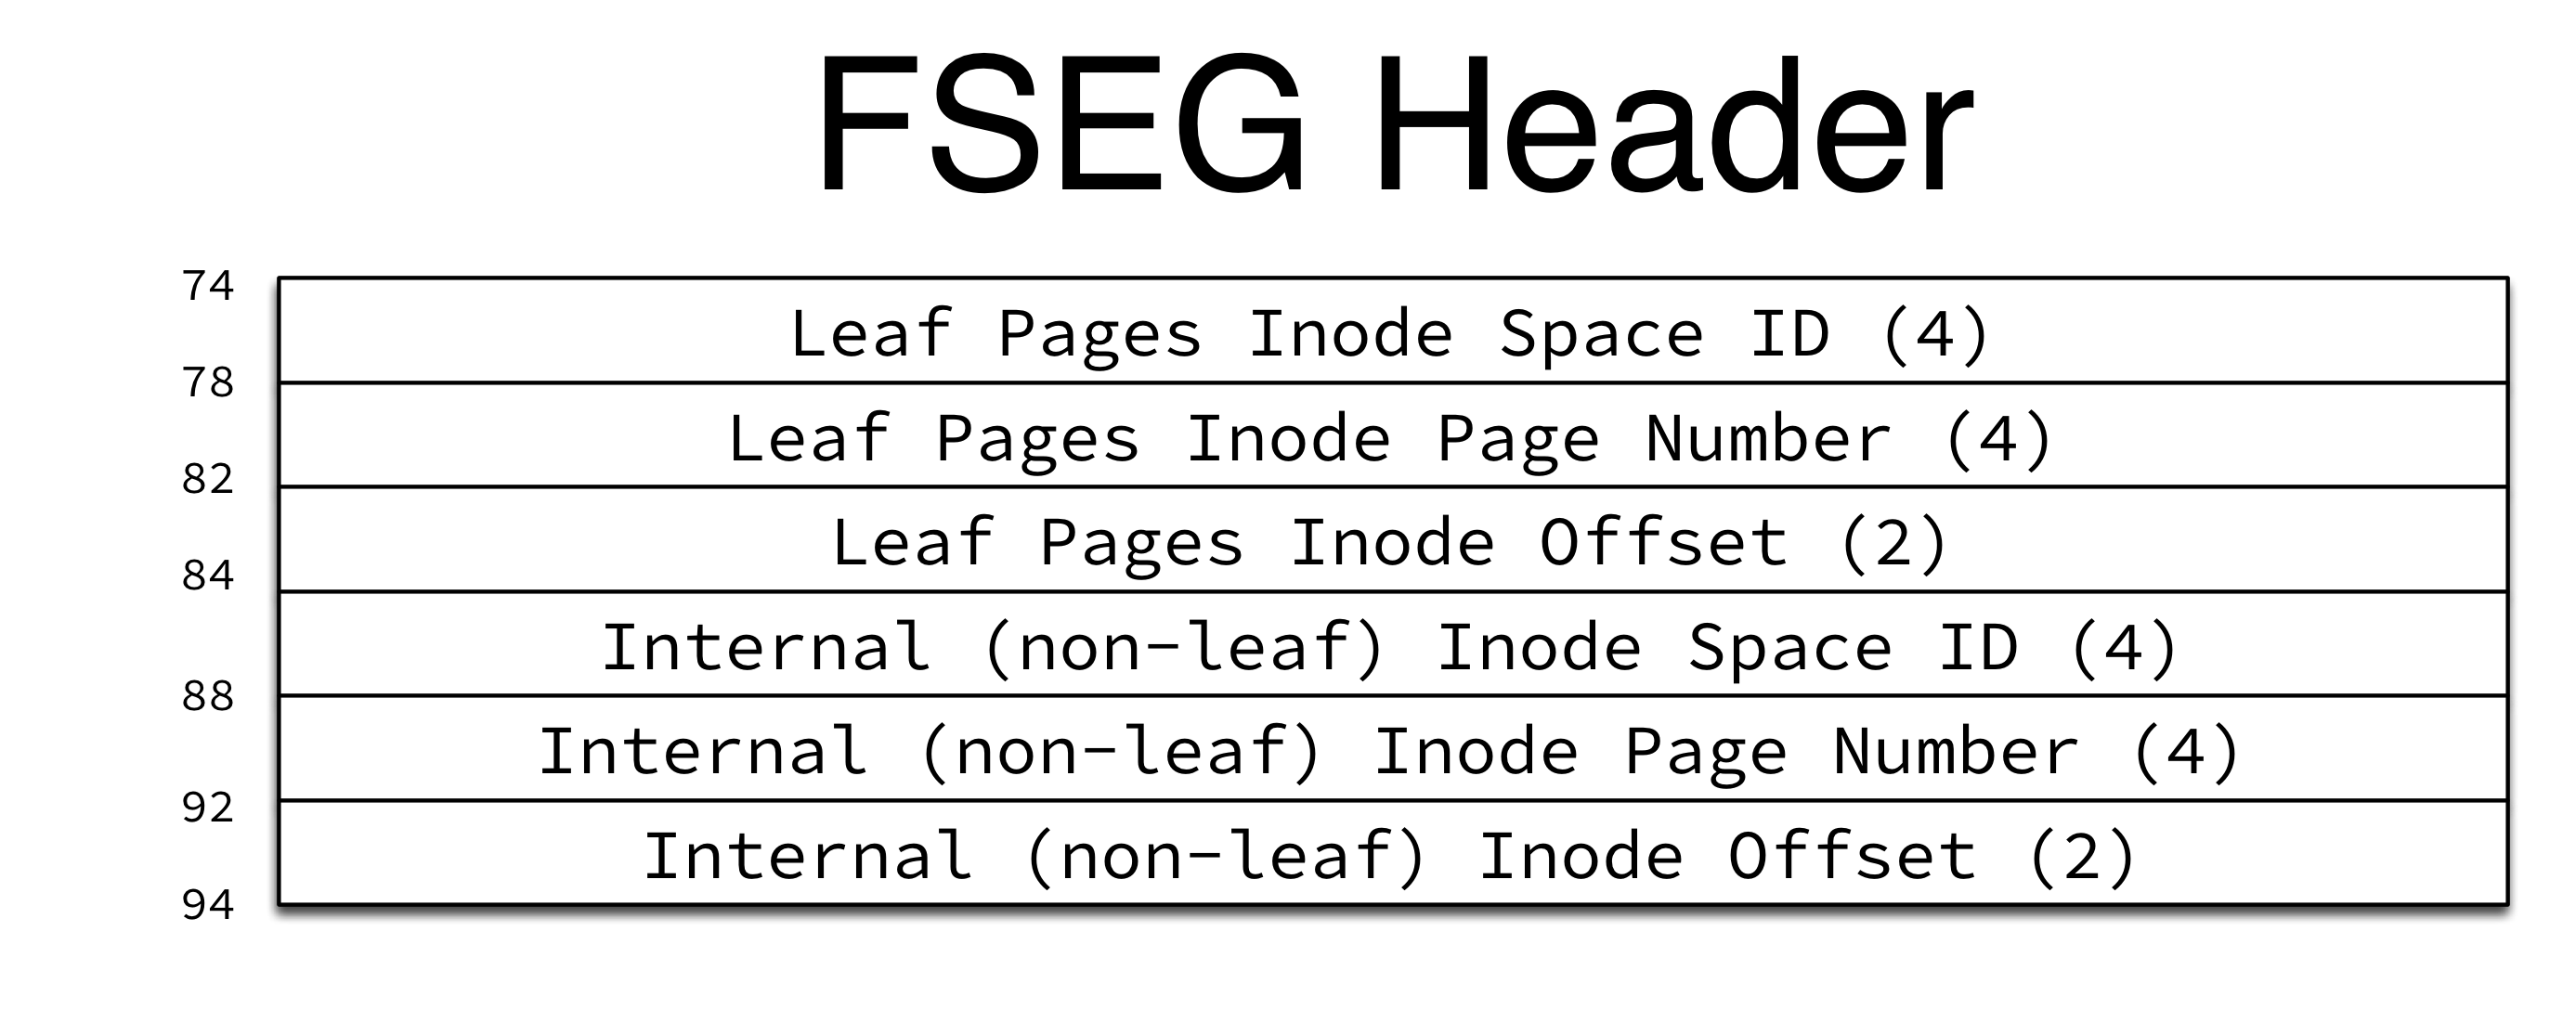 FSEG Header
74
Leaf Pages Inode Space ID (4)
78
Leaf Pages Inode Page Number (4)
82
Leaf Pages Inode Offset (2)
84
Internal (non-leaf) Inode Space ID (4)
88
Internal (non-leaf) Inode Page Number (4)
92
Internal (non-leaf) Inode Offset (2)
94